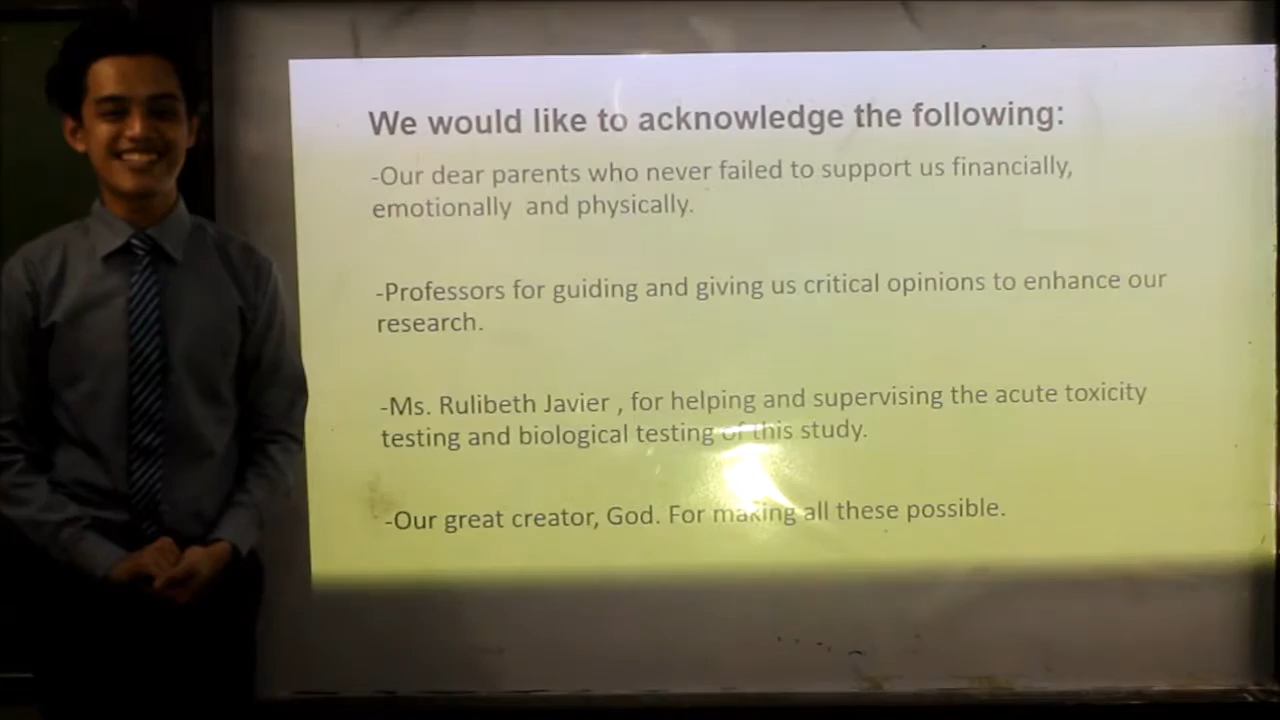 We would like to acknowledge the following:
-Our dear parents who never failed to support us financially,
emotionally and physically.
-Professors for guiding and giving us critical opinions to enhance our
research.
-Ms. Rulibeth Javier , for helping and supervising the acute toxicity
testing and biological testing of this study.
-Our great creator, God. For making all these possible.